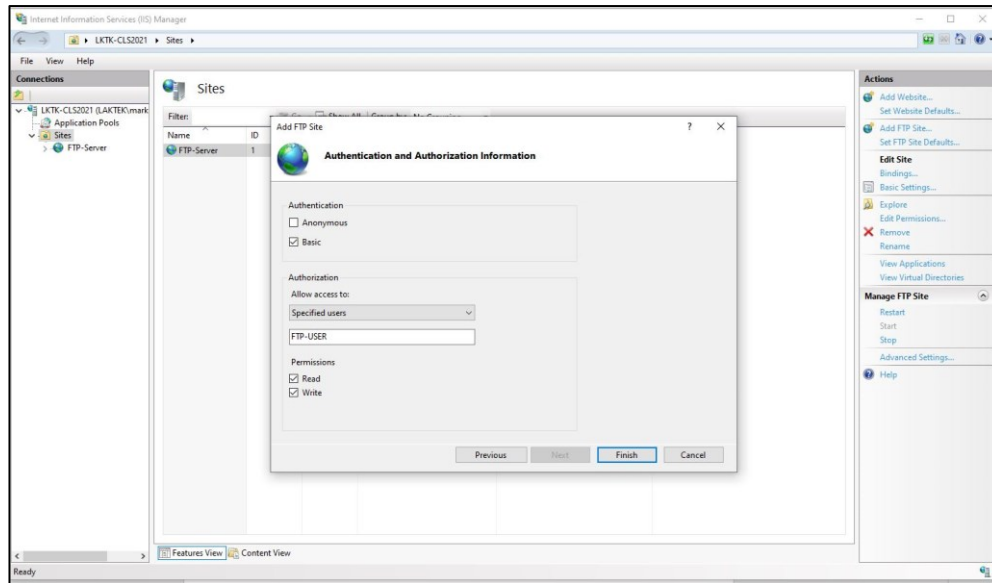 Internet Information Services (IIS) Manager
LKTK-CLS2021 Sites
File View Help
Connections
LKTK-CLS2021 (LAKTEK\mark
Application Pools
Sites
FTP-Server
Sites
Filter:
Name ID
FTP-Server 1
Add FTP Site ? X
Authentication and Authorization Information
Authentication
Anonymous
Basic
Authorization
Allow access to:
Specified users
FTP-USER
Permissions
Read
Write
Previous Next Finish Cancel
Features View Content View
Ready
Actions
Add Website...
Set Website Defaults...
Add FTP Site...
Set FTP Site Defaults...
Edit Site
Bindings...
Basic Settings...
Explore
Edit Permissions...
Remove
Rename
View Applications
View Virtual Directories
Manage FTP Site
Restart
Start
Stop
Advanced Settings...
Help